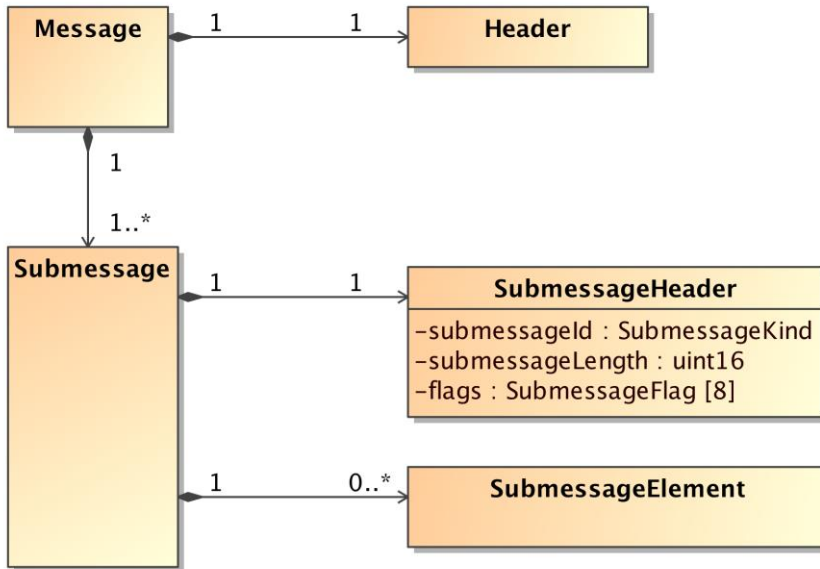 Message
1
1
Header
1
1..*
Submessage
1
1
SubmessageHeader
-submessageId : SubmessageKind
-submessageLength : uint16
-flags : SubmessageFlag [8]
1
0..*
SubmessageElement